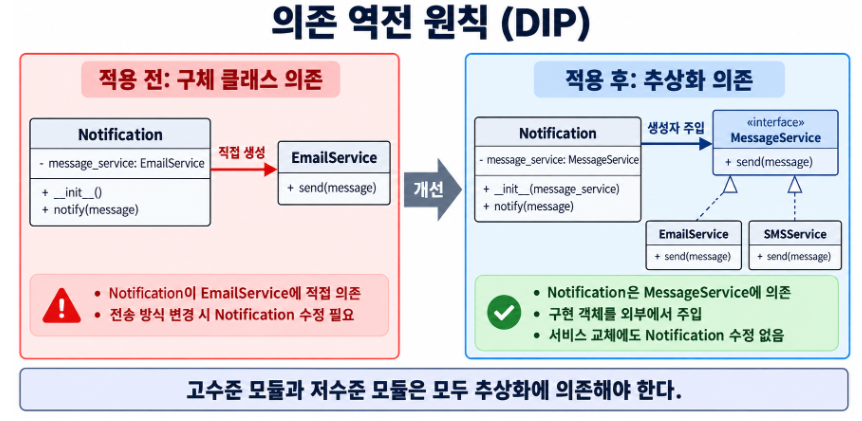 의존 역전 원칙 (DIP)
적용 전: 구체 클래스 의존
Notification
- message_service: EmailService
+ __init__()
+ notify(message)
직접 생성
EmailService
+ send(message)
Notification이 EmailService에 직접 의존
전송 방식 변경 시 Notification 수정 필요
개선
적용 후: 추상화 의존
Notification
- message_service: MessageService
+ __init__(message_service)
+ notify(message)
생성자 주입
«interface»
MessageService
+ send(message)
EmailService
+ send(message)
SMSService
+ send(message)
Notification은 MessageService에 의존
구현 객체를 외부에서 주입
서비스 교체에도 Notification 수정 없음
고수준 모듈과 저수준 모듈은 모두 추상화에 의존해야 한다.